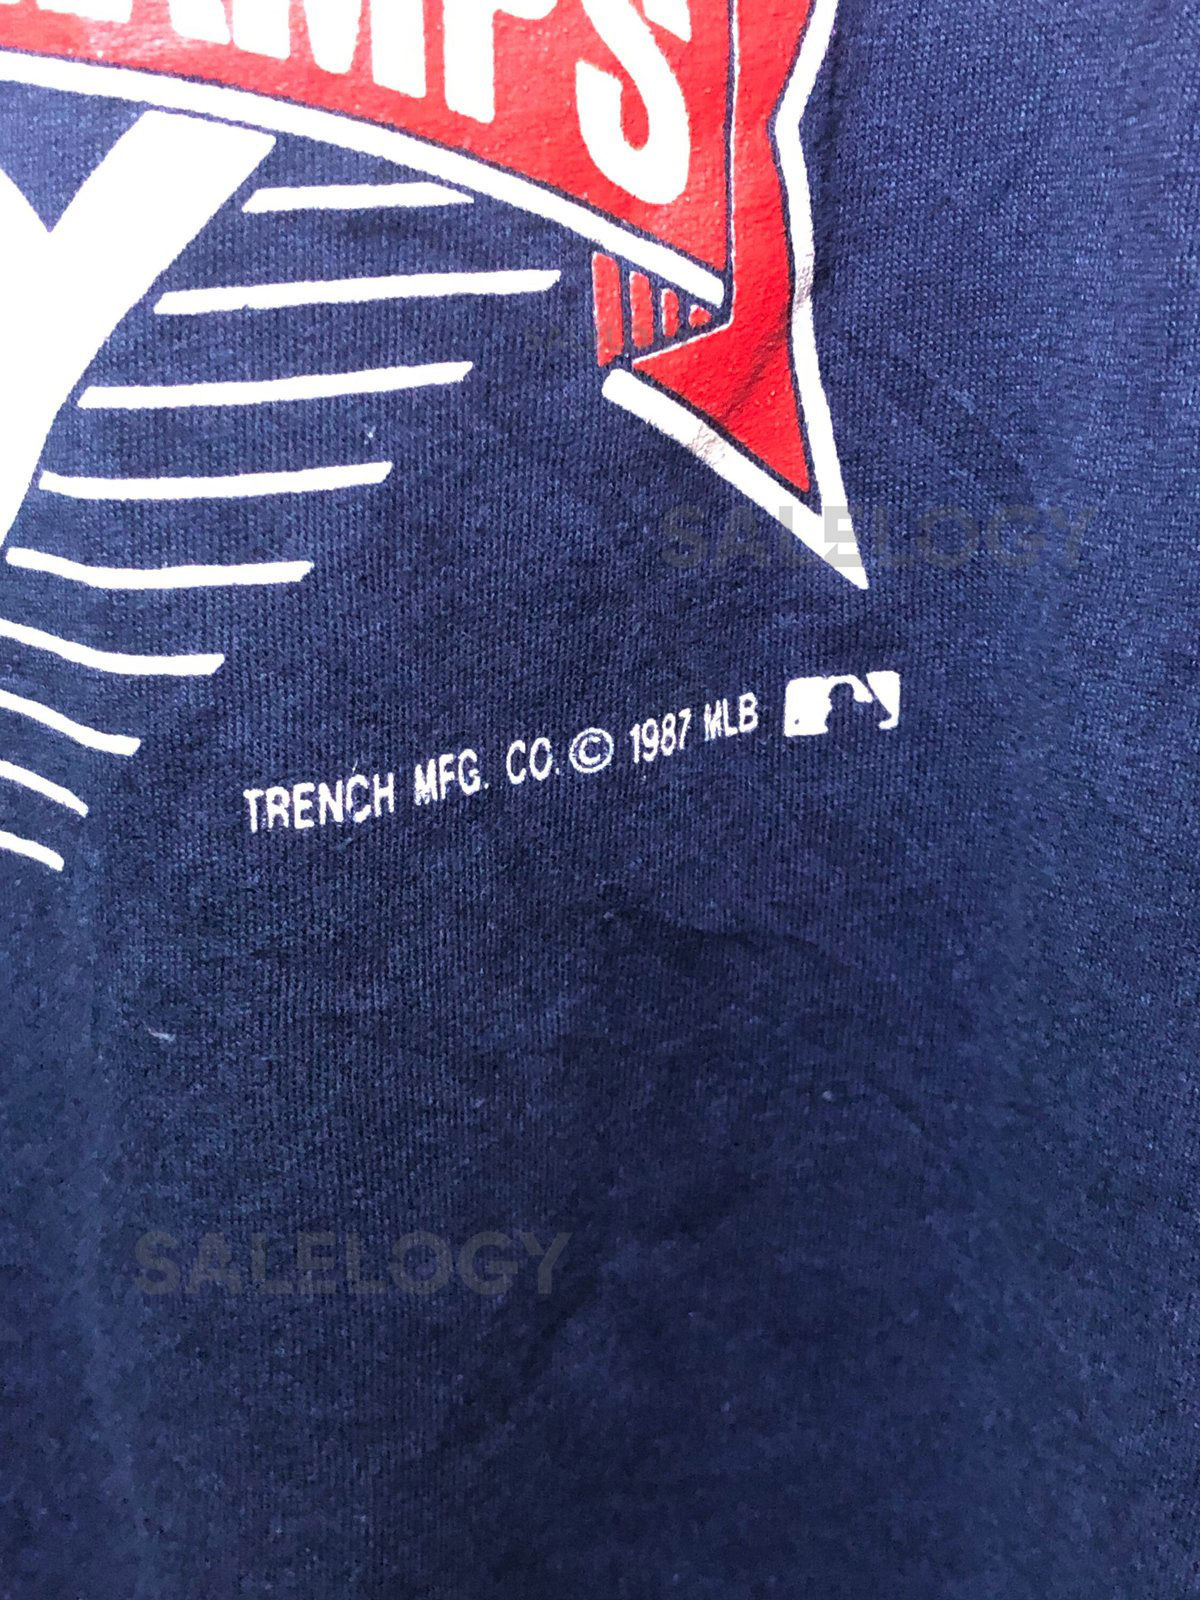 AMPS
SALELOGY
TRENCH MFG. CO. © 1987 MLB
SALELOGY